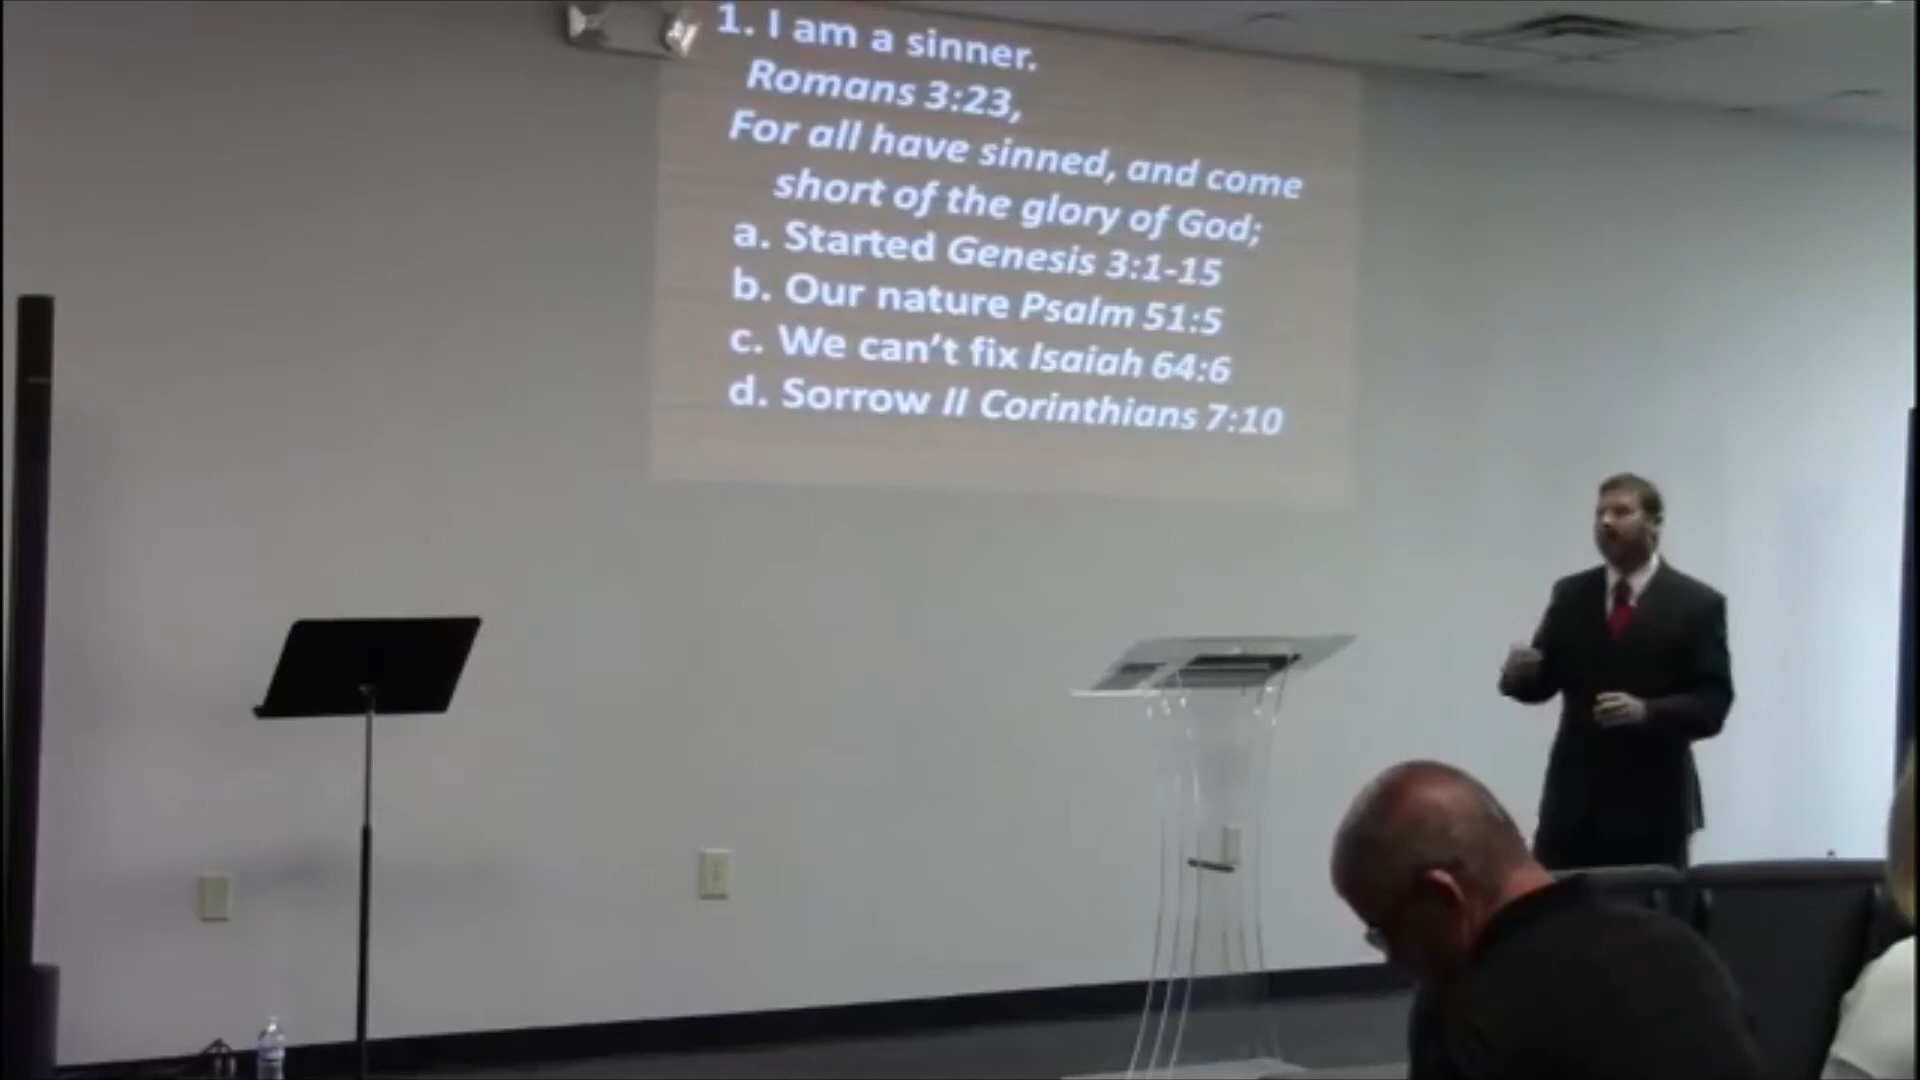 1. I am a sinner.
Romans 3:23,
For all have sinned, and come
short of the glory of God;
a. Started Genesis 3:1-15
b. Our nature Psalm 51:5
c. We can't fix Isaiah 64:6
d. Sorrow II Corinthians 7:10